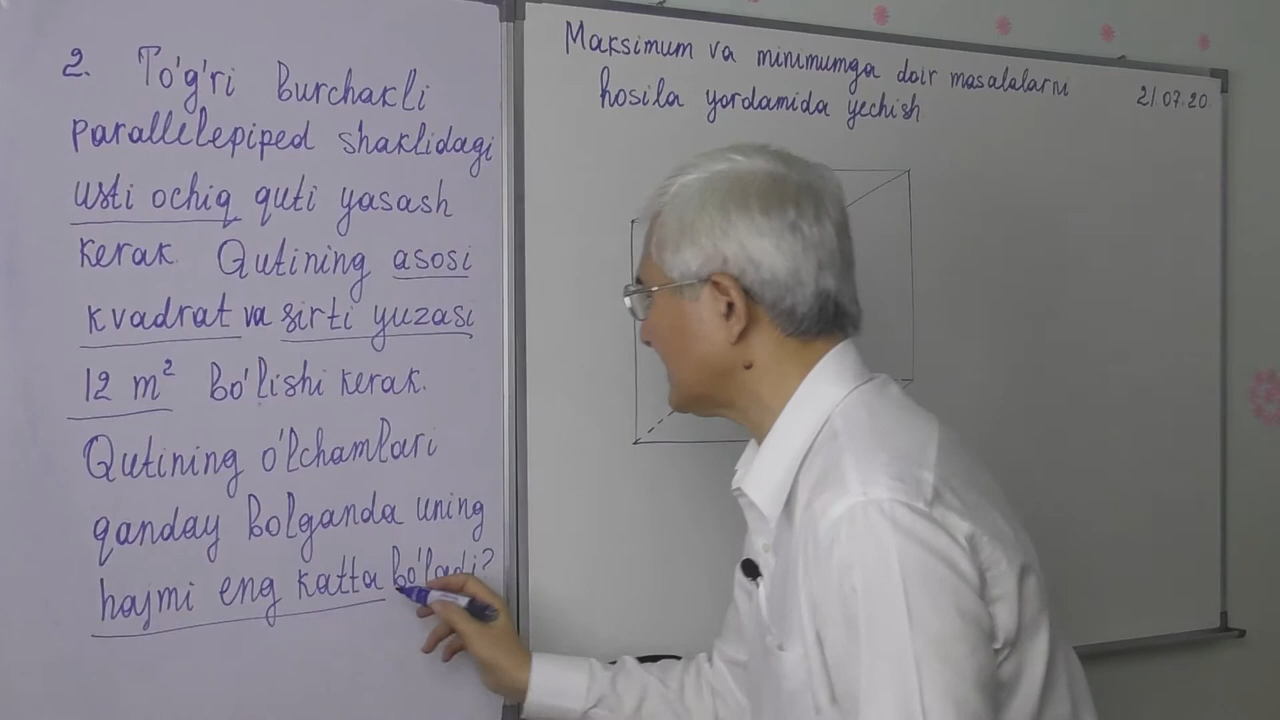 2. To'g'ri burchakli
parallelepiped shaklidagi
usti ochiq quti yasash
kerak. Qutining asosi
kvadrat va sirti yuzasi
12 m² bo'lishi kerak.
Qutining o'lchamlari
qanday bolganda uning
hajmi eng katta bo'ladi?
Maksimum va minimumga doir masalalarni
hosila yordamida yechish
21.07.20.